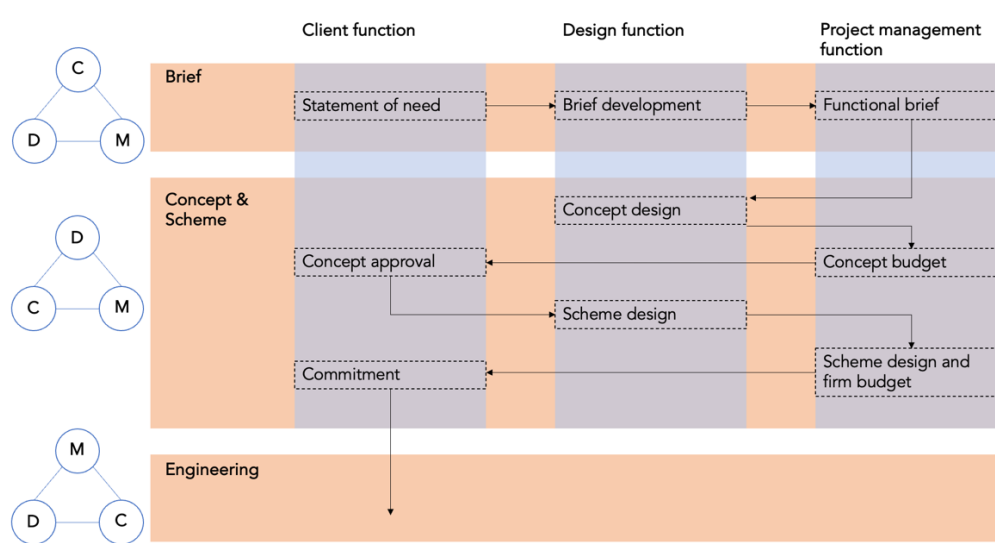 Client function
Design function
Project management
function
C
D
M
Brief
Statement of need
Brief development
Functional brief
D
C
M
Concept &
Scheme
Concept design
Concept approval
Concept budget
Scheme design
Commitment
Scheme design and
firm budget
M
D
C
Engineering